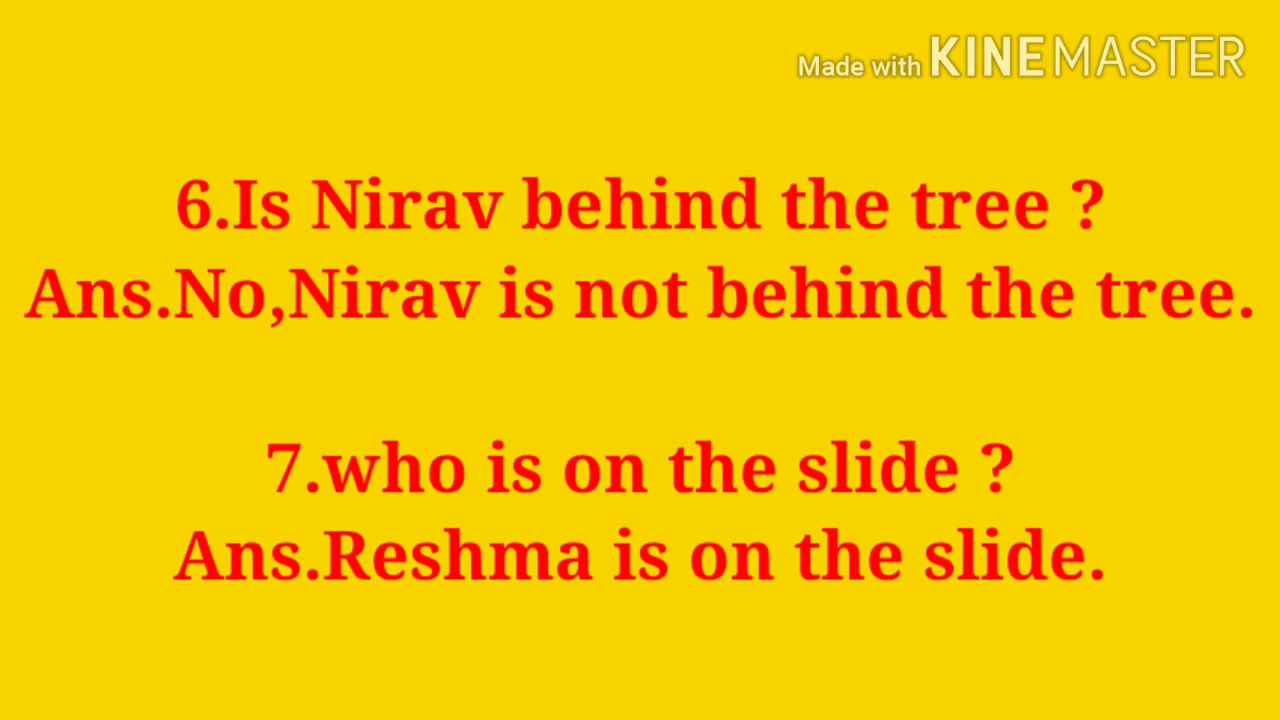 Made with KINEMASTER
6.Is Nirav behind the tree ?
Ans.No,Nirav is not behind the tree.
7.who is on the slide ?
Ans.Reshma is on the slide.